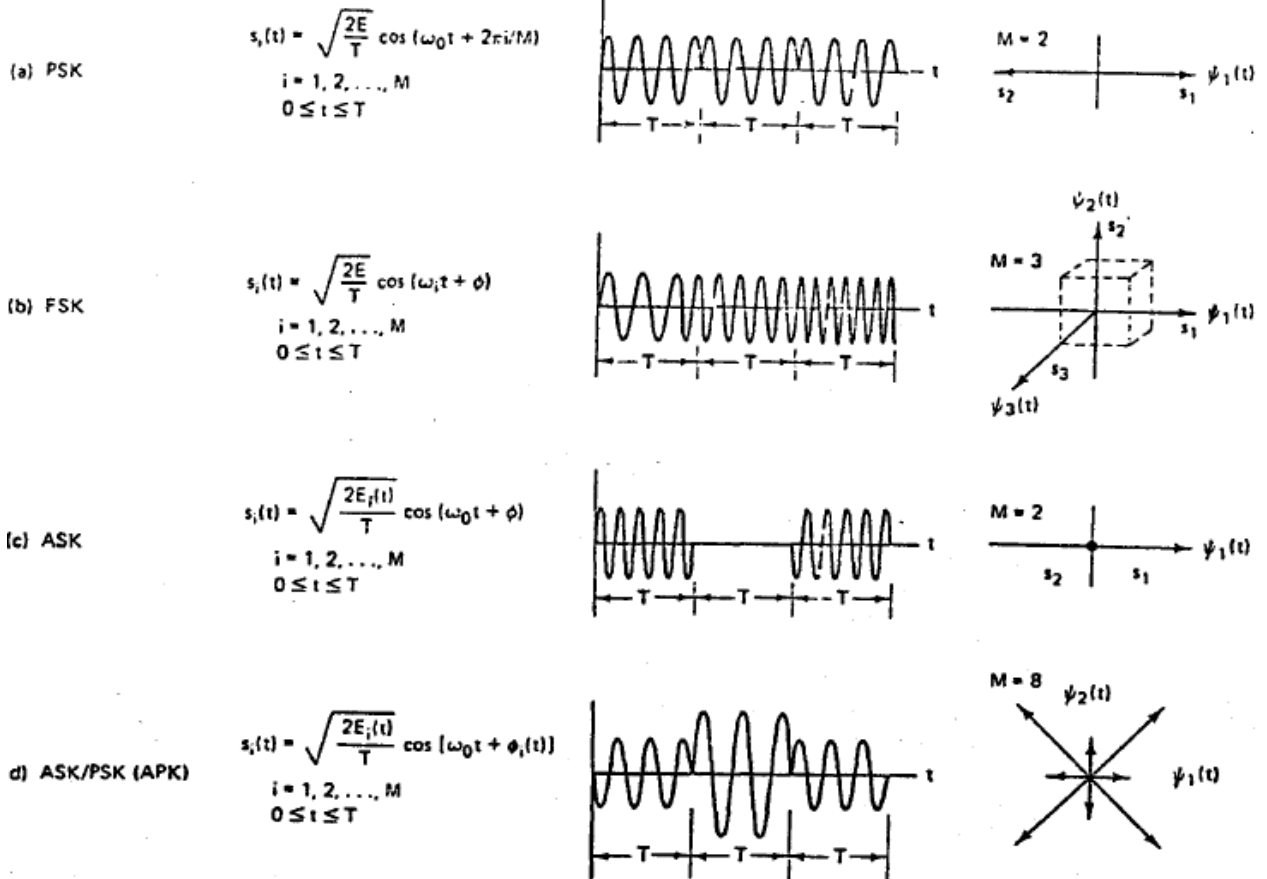 (a) PSK
s_i(t) = √(2E/T) cos (ω₀t + 2πi/M)
i = 1, 2, . . ., M
0 ≤ t ≤ T
t
T T T
M = 2
s₂ s₁ ψ₁(t)
(b) FSK
s_i(t) = √(2E/T) cos (ω_i t + φ)
i = 1, 2, . . ., M
0 ≤ t ≤ T
t
T T T
ψ₂(t)
s₂
M = 3
s₁ ψ₁(t)
s₃
ψ₃(t)
(c) ASK
s_i(t) = √(2E_i(t)/T) cos (ω₀t + φ)
i = 1, 2, . . ., M
0 ≤ t ≤ T
t
T T T
M = 2
s₂ s₁ ψ₁(t)
d) ASK/PSK (APK)
s_i(t) = √(2E_i(t)/T) cos [ω₀t + φ_i(t)]
i = 1, 2, . . ., M
0 ≤ t ≤ T
t
T T T
M = 8
ψ₂(t)
ψ₁(t)